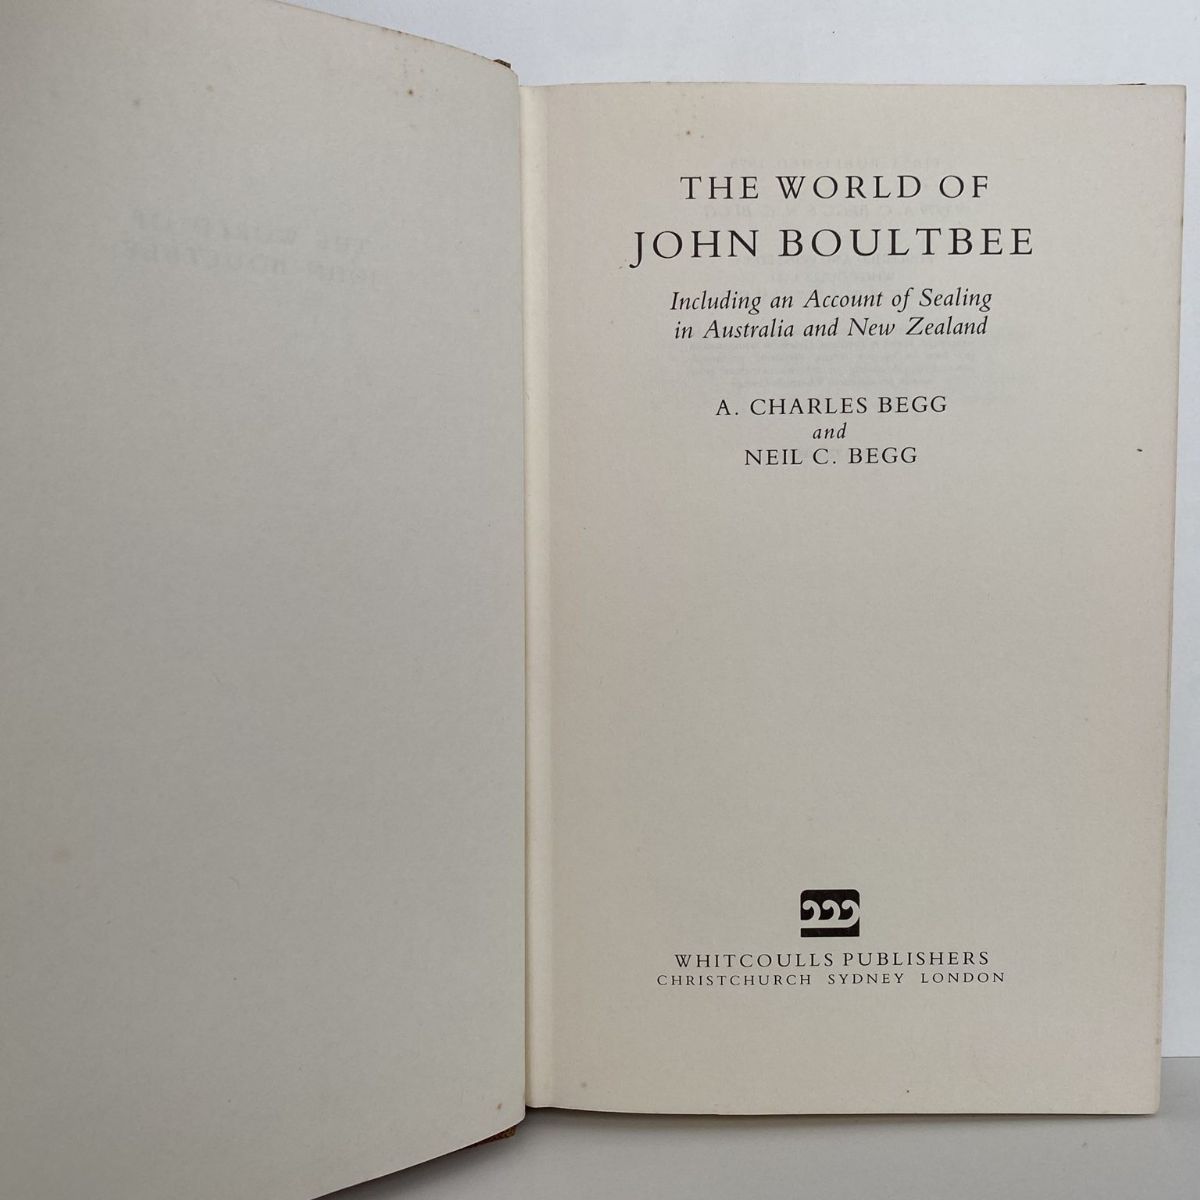 THE WORLD OF
JOHN BOULTBEE
Including an Account of Sealing
in Australia and New Zealand
A. CHARLES BEGG
and
NEIL C. BEGG
WHITCOULLS PUBLISHERS
CHRISTCHURCH SYDNEY LONDON